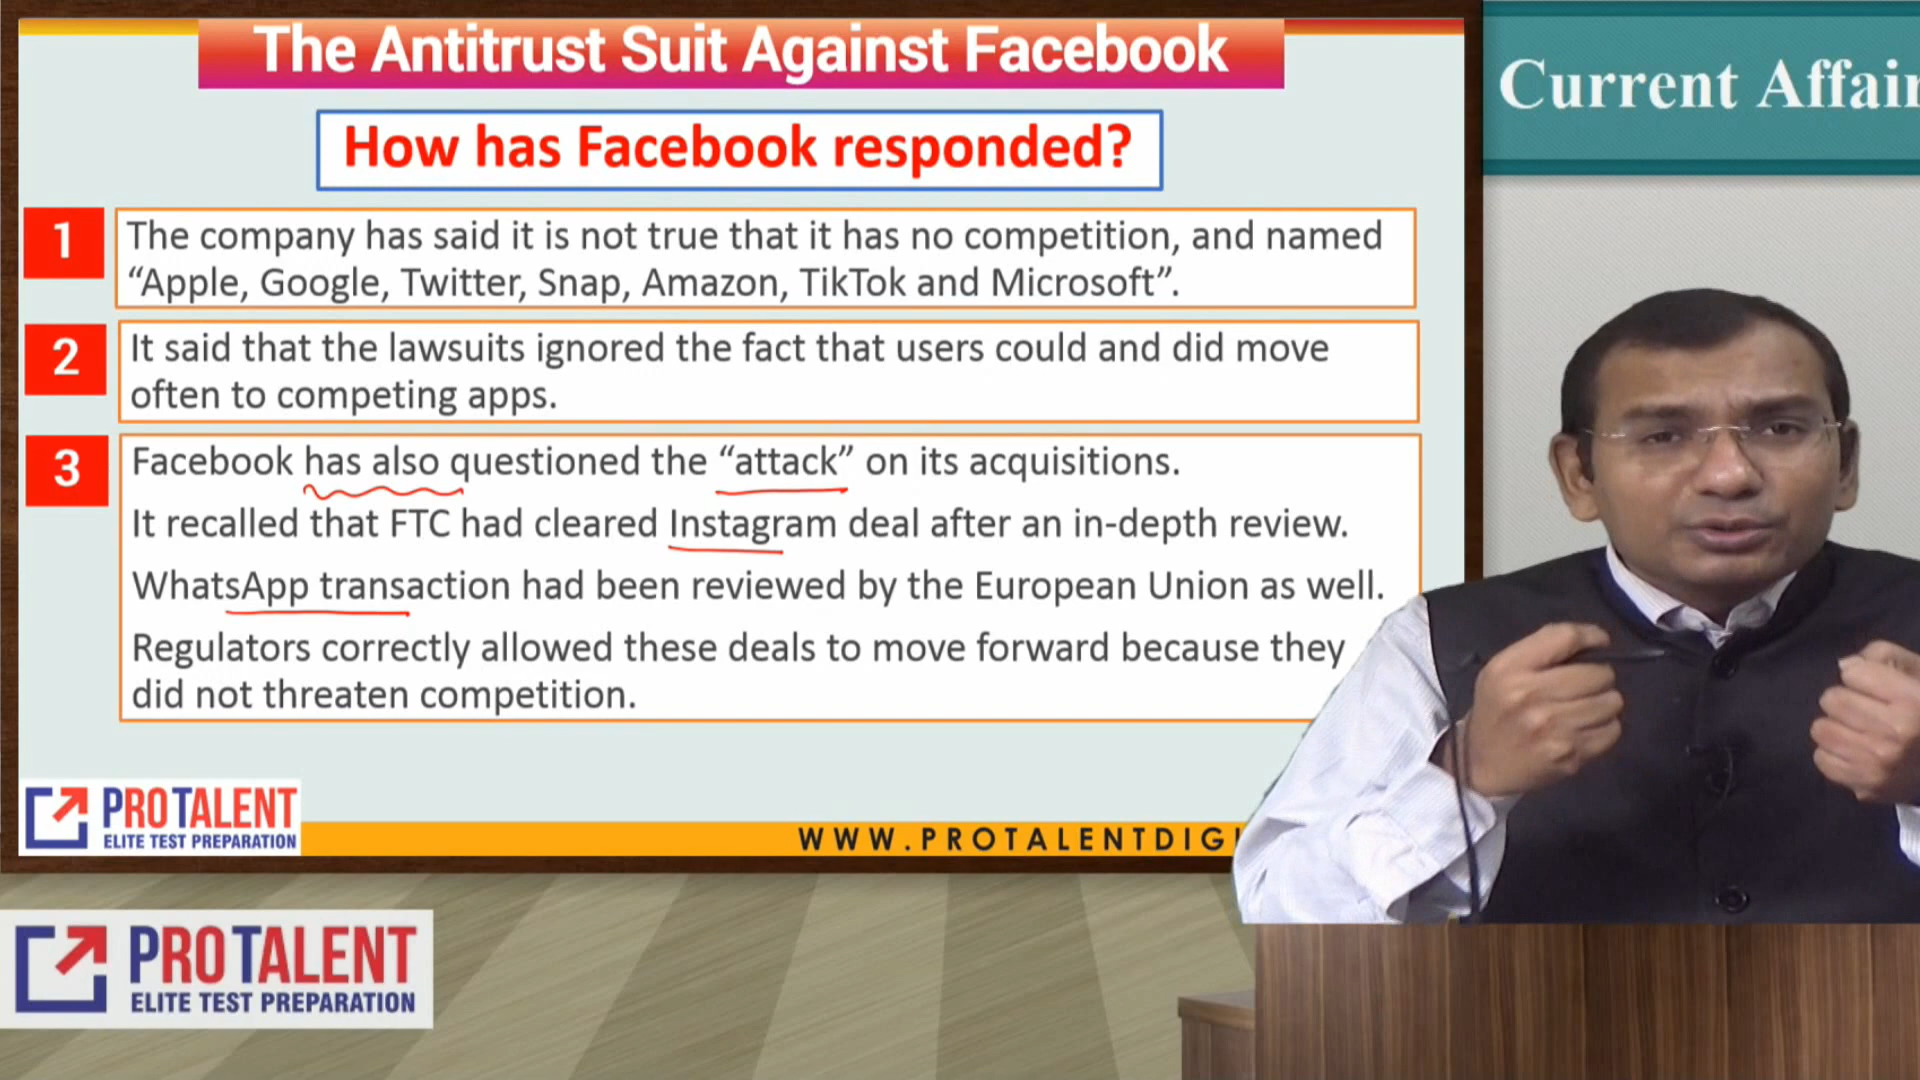 The Antitrust Suit Against Facebook
Current Affair
How has Facebook responded?
1
The company has said it is not true that it has no competition, and named
“Apple, Google, Twitter, Snap, Amazon, TikTok and Microsoft”.
2
It said that the lawsuits ignored the fact that users could and did move
often to competing apps.
3
Facebook has also questioned the “attack” on its acquisitions.
It recalled that FTC had cleared Instagram deal after an in-depth review.
WhatsApp transaction had been reviewed by the European Union as well.
Regulators correctly allowed these deals to move forward because they
did not threaten competition.
PROTALENT
ELITE TEST PREPARATION
WWW.PROTALENTDIGI
PROTALENT
ELITE TEST PREPARATION